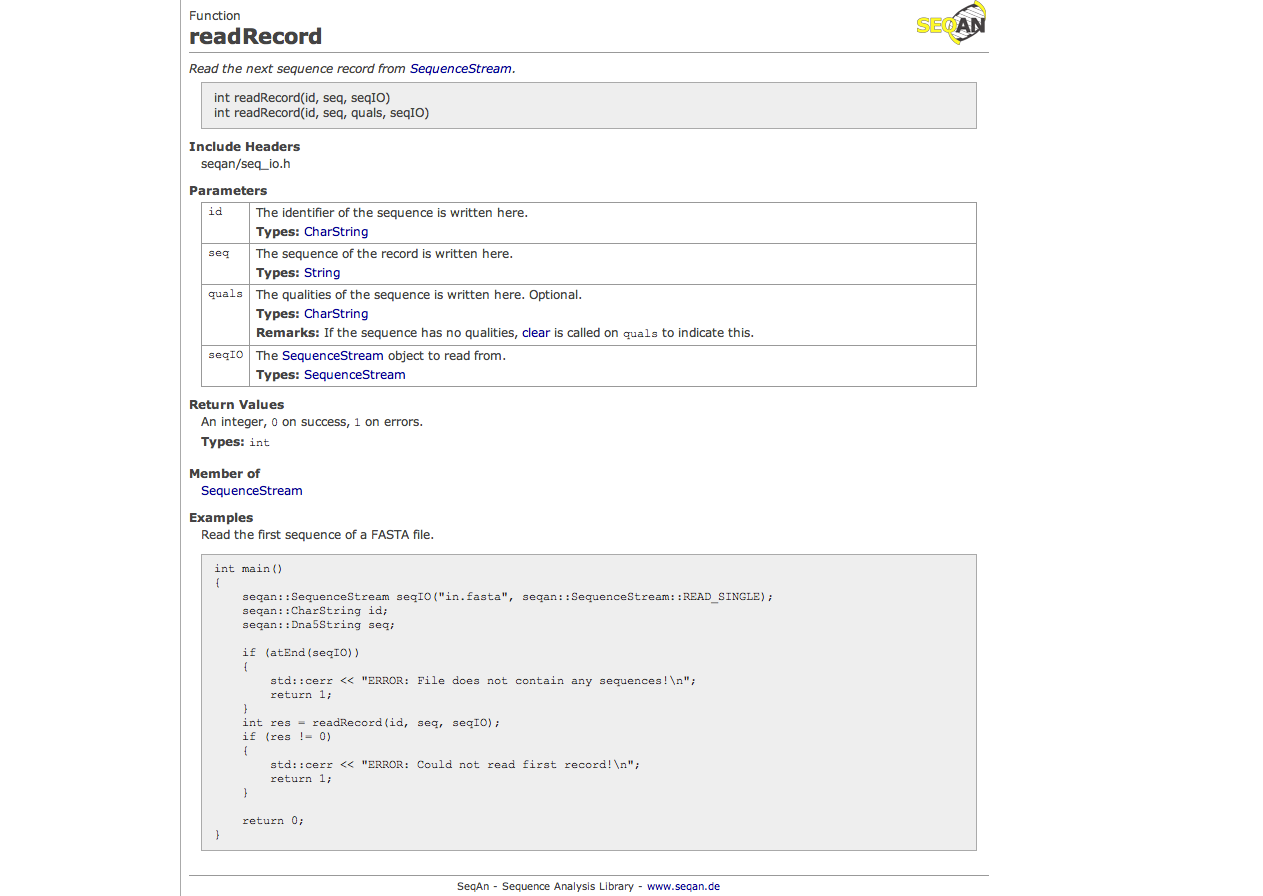 Function
SEQAN
readRecord
Read the next sequence record from SequenceStream.
int readRecord(id, seq, seqIO)
int readRecord(id, seq, quals, seqIO)
Include Headers
seqan/seq_io.h
Parameters
id The identifier of the sequence is written here.
Types: CharString
seq The sequence of the record is written here.
Types: String
quals The qualities of the sequence is written here. Optional.
Types: CharString
Remarks: If the sequence has no qualities, clear is called on quals to indicate this.
seqIO The SequenceStream object to read from.
Types: SequenceStream
Return Values
An integer, 0 on success, 1 on errors.
Types: int
Member of
SequenceStream
Examples
Read the first sequence of a FASTA file.
int main()
{
    seqan::SequenceStream seqIO("in.fasta", seqan::SequenceStream::READ_SINGLE);
    seqan::CharString id;
    seqan::Dna5String seq;
    if (atEnd(seqIO))
    {
        std::cerr << "ERROR: File does not contain any sequences!\n";
        return 1;
    }
    int res = readRecord(id, seq, seqIO);
    if (res != 0)
    {
        std::cerr << "ERROR: Could not read first record!\n";
        return 1;
    }
    return 0;
}
SeqAn - Sequence Analysis Library - www.seqan.de